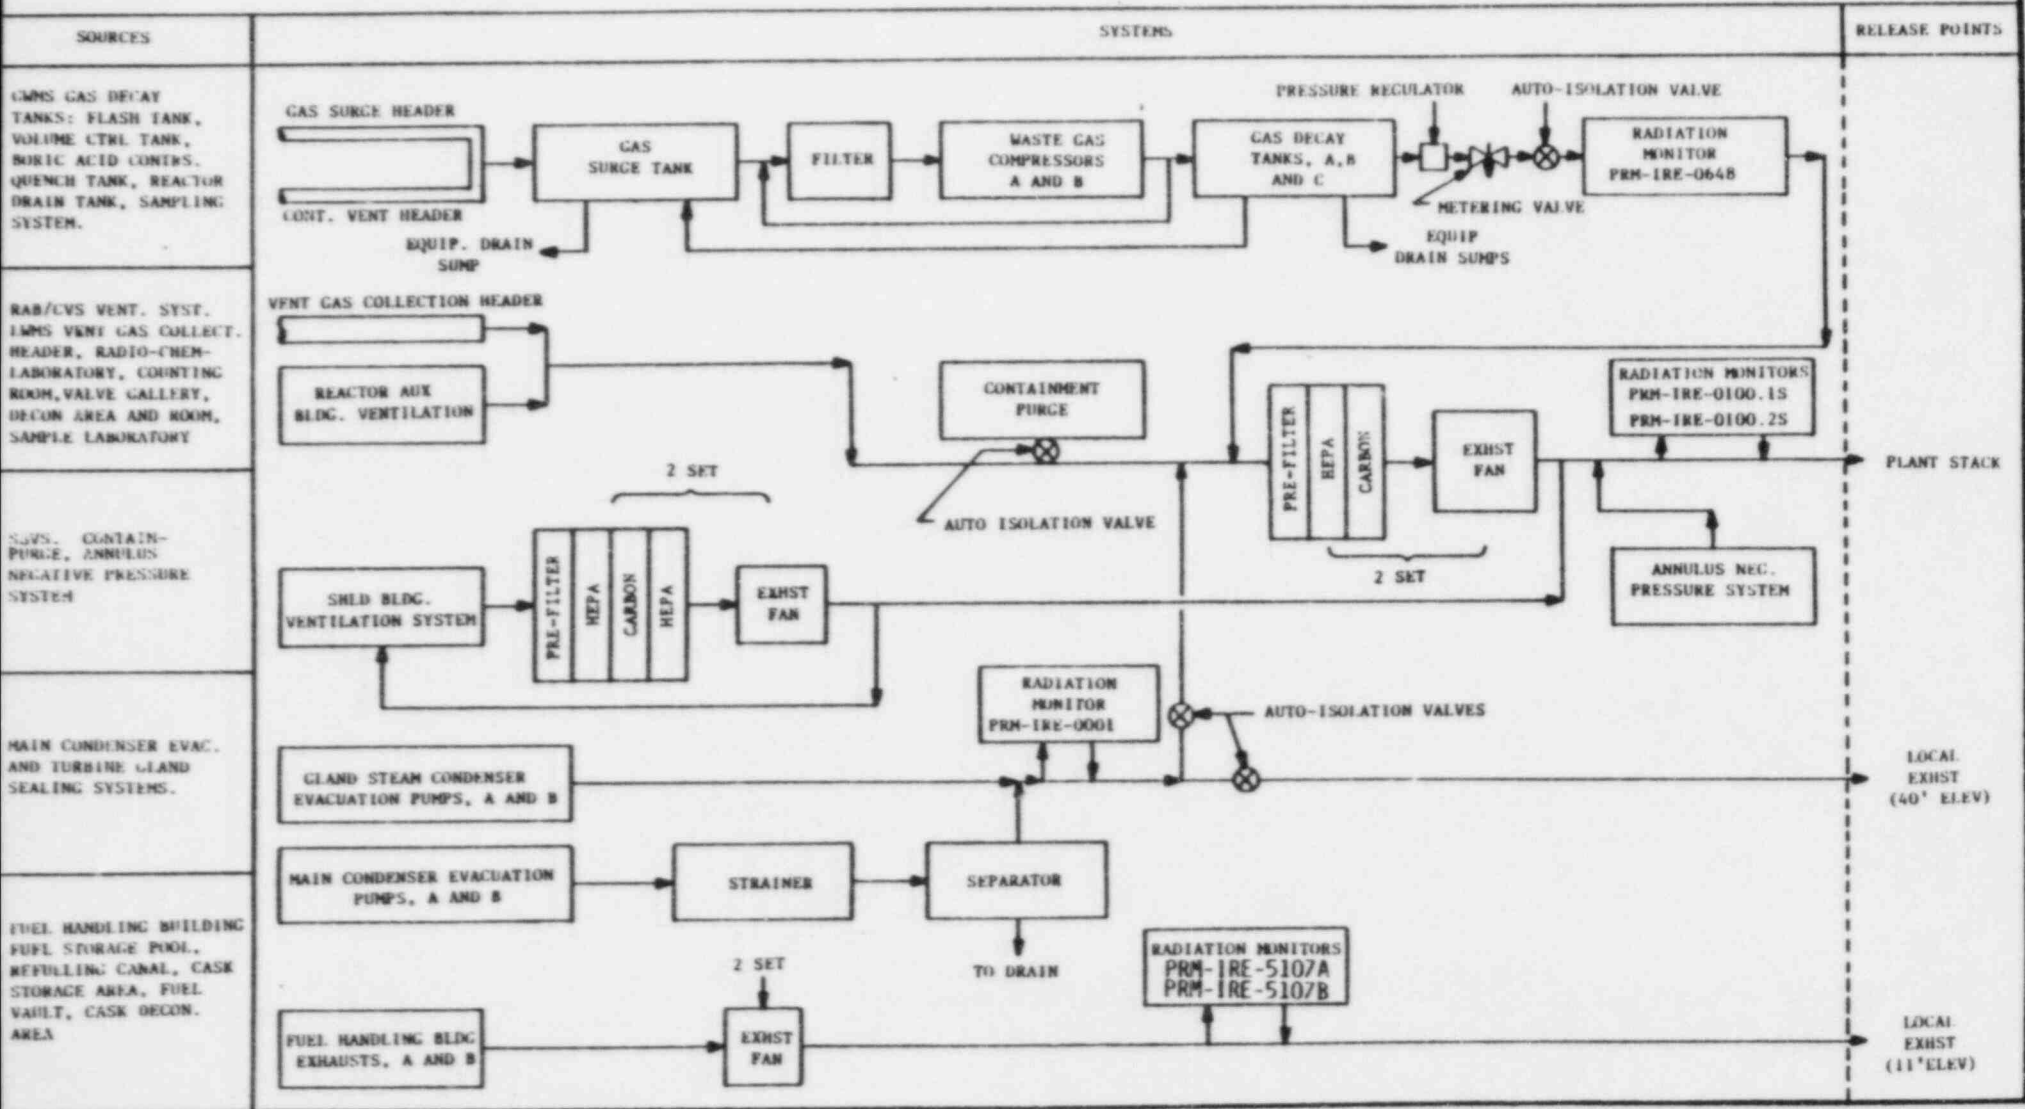 SOURCES
SYSTEMS
RELEASE POINTS
GWMS GAS DECAY
TANKS: FLASH TANK,
VOLUME CTRL TANK,
BORIC ACID CONTRS.
QUENCH TANK, REACTOR
DRAIN TANK, SAMPLING
SYSTEM.
GAS SURGE HEADER
CONT. VENT HEADER
GAS
SURGE TANK
EQUIP. DRAIN
SUMP
FILTER
WASTE GAS
COMPRESSORS
A AND B
GAS DECAY
TANKS, A,B
AND C
PRESSURE REGULATOR
AUTO-ISOLATION VALVE
METERING VALVE
EQUIP
DRAIN SUMPS
RADIATION
MONITOR
PRM-IRE-0648
RAB/CVS VENT. SYST.
LWMS VENT GAS COLLECT.
HEADER, RADIO-CHEM-
LABORATORY, COUNTING
ROOM,VALVE GALLERY,
DECON AREA AND ROOM,
SAMPLE LABORATORY
VENT GAS COLLECTION HEADER
REACTOR AUX
BLDG. VENTILATION
CONTAINMENT
PURGE
AUTO ISOLATION VALVE
PRE-FILTER
HEPA
CARBON
EXHST
FAN
2 SET
RADIATION MONITORS
PRM-IRE-0100.1S
PRM-IRE-0100.2S
PLANT STACK
CONTAIN-
PURGE, ANNULUS
NEGATIVE PRESSURE
SYSTEM
2 SET
SHLD BLDG.
VENTILATION SYSTEM
PRE-FILTER
HEPA
CARBON
HEPA
EXHST
FAN
ANNULUS NEG.
PRESSURE SYSTEM
MAIN CONDENSER EVAC.
AND TURBINE GLAND
SEALING SYSTEMS.
RADIATION
MONITOR
PRM-IRE-0001
AUTO-ISOLATION VALVES
GLAND STEAM CONDENSER
EVACUATION PUMPS, A AND B
LOCAL
EXHST
(40' ELEV)
MAIN CONDENSER EVACUATION
PUMPS, A AND B
STRAINER
SEPARATOR
TO DRAIN
FUEL HANDLING BUILDING
FUEL STORAGE POOL,
REFULLING CANAL, CASK
STORAGE AREA, FUEL
VAULT, CASK DECON.
AREA
2 SET
FUEL HANDLING BLDG
EXHAUSTS, A AND B
EXHST
FAN
RADIATION MONITORS
PRM-IRE-5107A
PRM-IRE-5107B
LOCAL
EXHST
(11'ELEV)